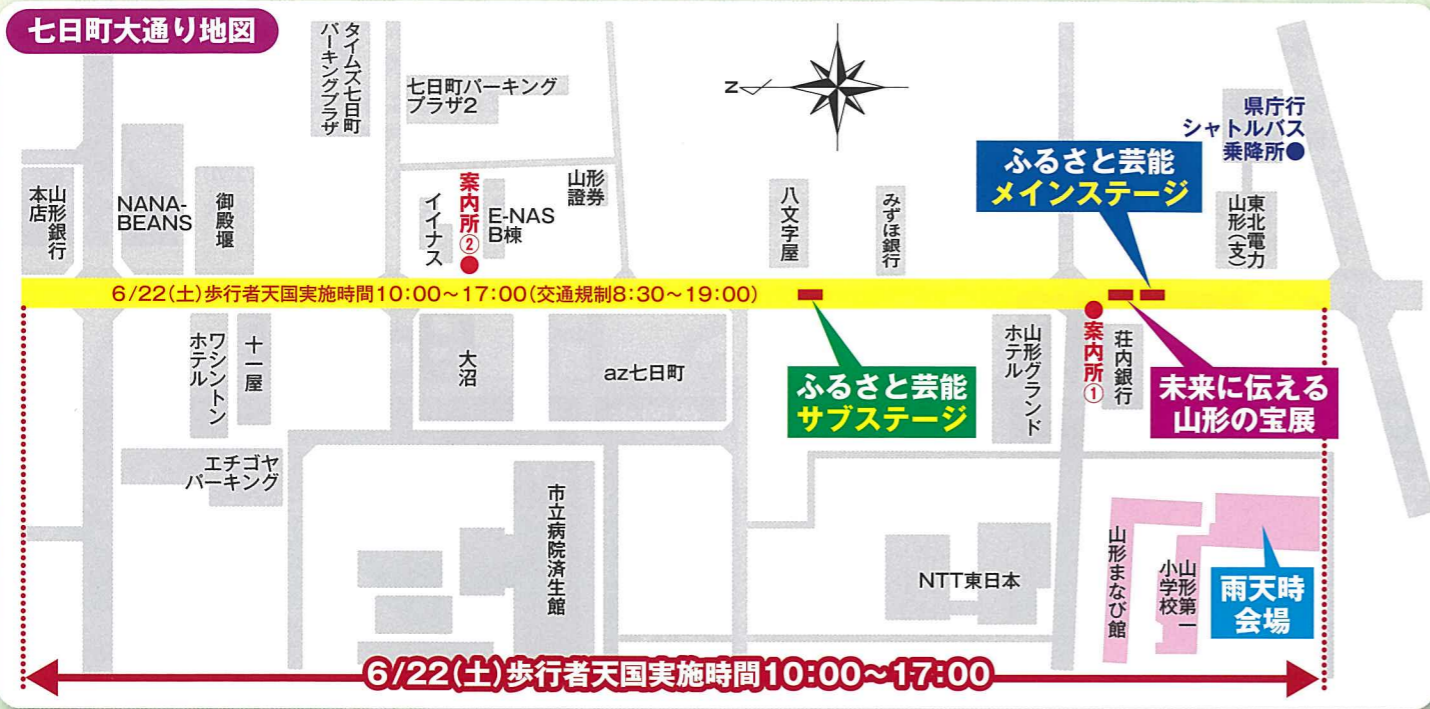 七日町大通り地図
タイムズ七日町
パーキングプラザ
七日町パーキング
プラザ2
N
県庁行
シャトルバス
乗降所●
ふるさと芸能
メインステージ
山形銀行
本店
NANA-
BEANS
御殿堰
イイナス
案内所②
E-NAS
B棟
山形
證券
八文字屋
みずほ銀行
東北電力
山形(支)
6/22(土)歩行者天国実施時間10:00～17:00(交通規制8:30～19:00)
ワシントン
ホテル
十一屋
大沼
az七日町
ふるさと芸能
サブステージ
山形グランド
ホテル
案内所①
荘内銀行
未来に伝える
山形の宝展
エチゴヤ
パーキング
市立病院済生館
NTT東日本
山形まなび館
山形第一
小学校
雨天時
会場
6/22(土)歩行者天国実施時間10:00～17:00